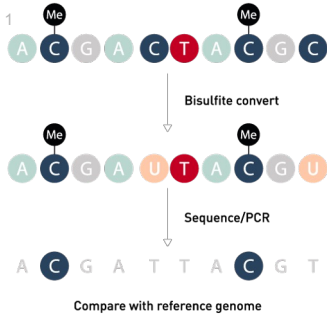 1
Me Me
A C G A C T A C G C
Bisulfite convert
Me Me
A C G A U T A C G U
Sequence/PCR
A C G A T T A C G T
Compare with reference genome